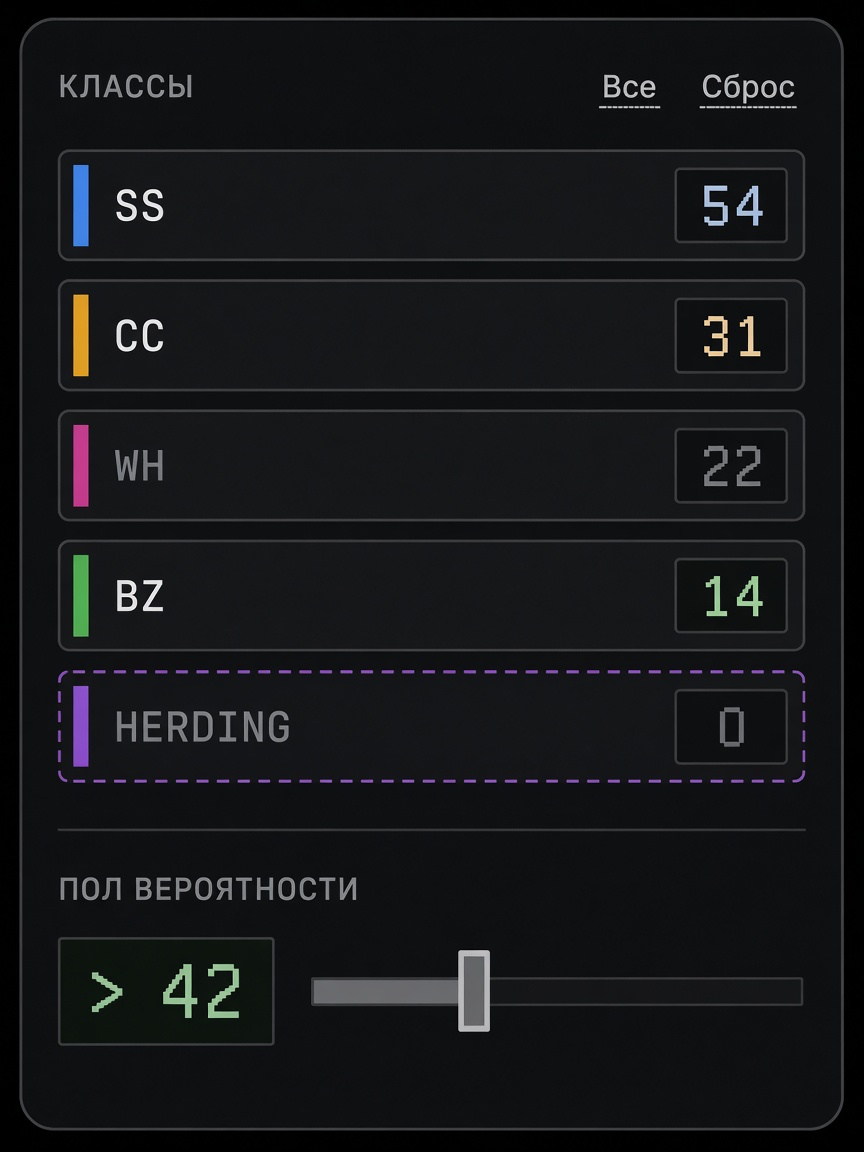 КЛАССЫ Все Сброс
SS 54
CC 31
WH 22
BZ 14
HERDING 0
ПОЛ ВЕРОЯТНОСТИ
> 42